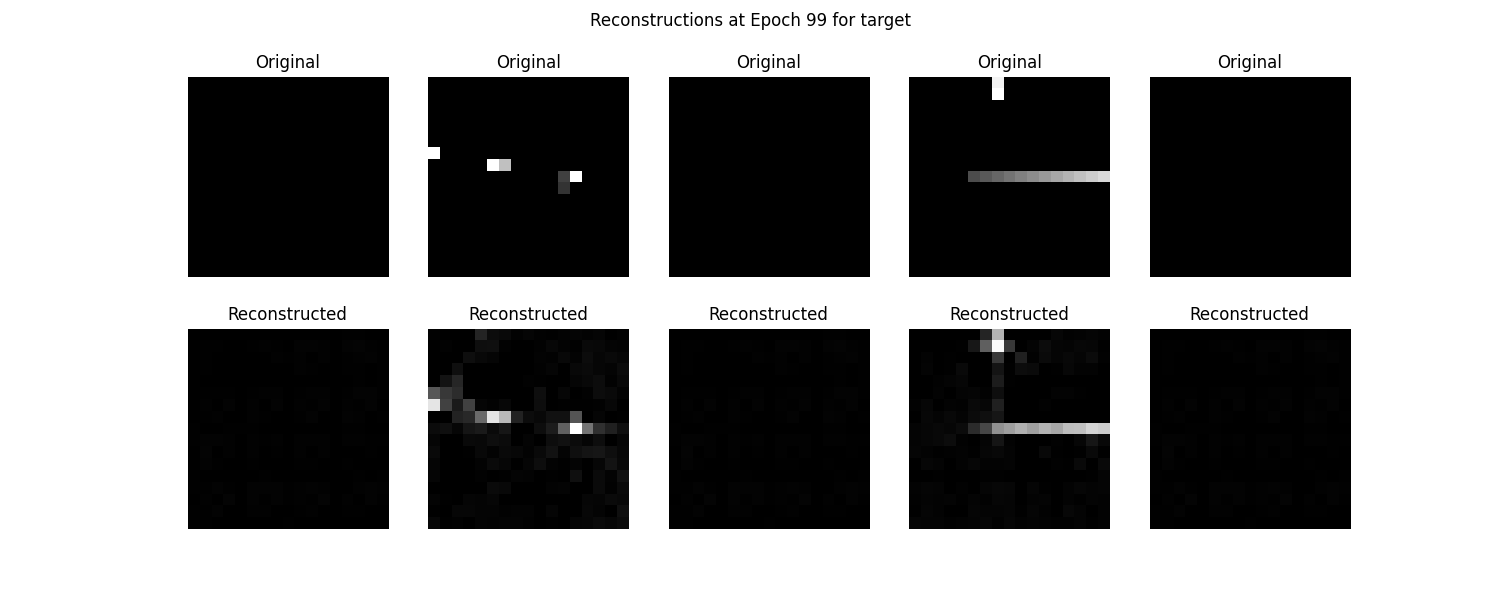 Reconstructions at Epoch 99 for target
Original Original Original Original Original
Reconstructed Reconstructed Reconstructed Reconstructed Reconstructed